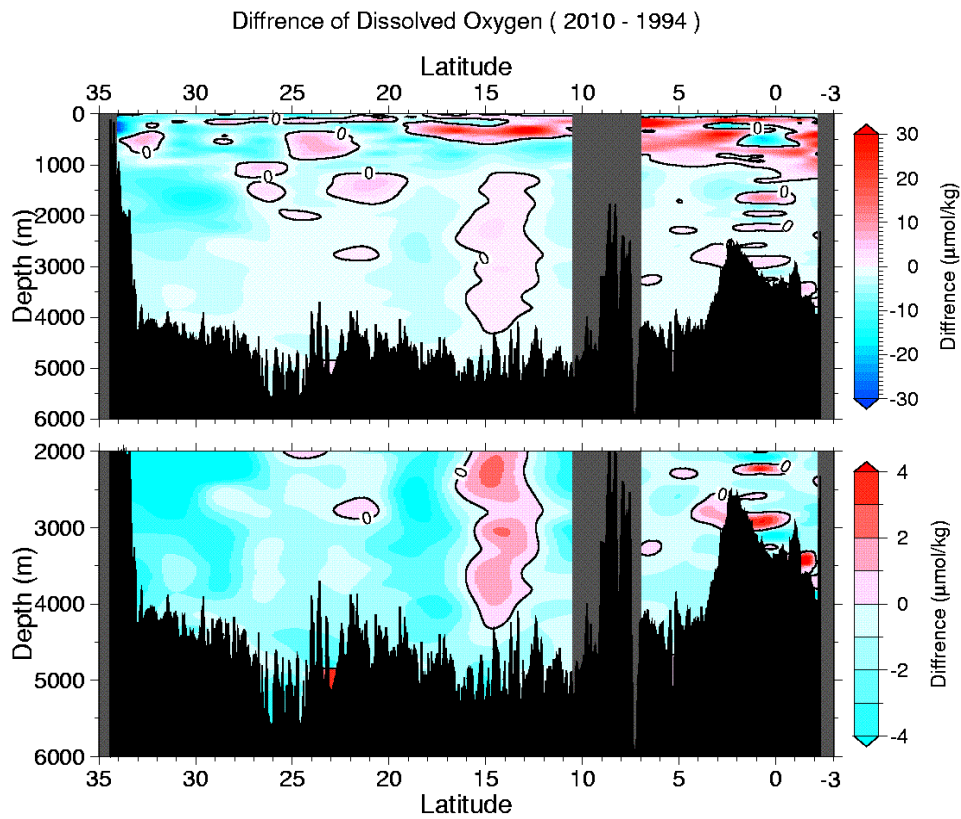 Diffrence of Dissolved Oxygen ( 2010 - 1994 )
Latitude
35 30 25 20 15 10 5 0 -3
0
1000
2000
3000
4000
5000
6000
Depth (m)
0 0 0 0 0 0 0 0 0 0
30
20
10
0
-10
-20
-30
Diffrence (μmol/kg)
2000
3000
4000
5000
6000
Depth (m)
0 0 0 0
4
2
0
-2
-4
Diffrence (μmol/kg)
35 30 25 20 15 10 5 0 -3
Latitude